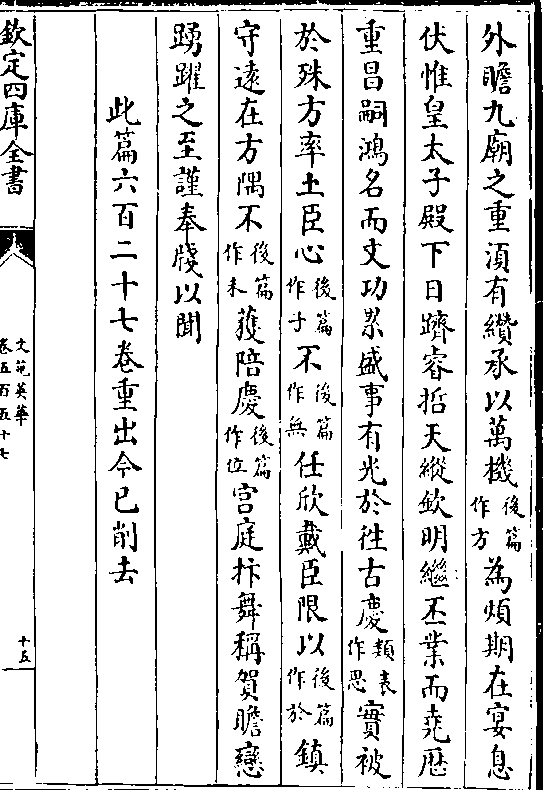 外瞻九廟之重湏有纘承以萬機後篇作方為煩期在宴息
伏惟皇太子殿下日躋睿哲天縱欽明繼丕業而堯厯
重昌嗣鴻名而文功累盛事有光於徃古慶類表作思實被
於殊方率土臣心後篇作子不後篇作無任欣戴臣限以後篇作於鎮
守遠在方隅不後篇作未獲陪慶後篇作位宫庭抃舞稱賀瞻戀
踴躍之至謹奉牋以聞
此篇六百二十七卷重出今已削去
欽定四庫全書
文苑英華
卷五百五十七
十五